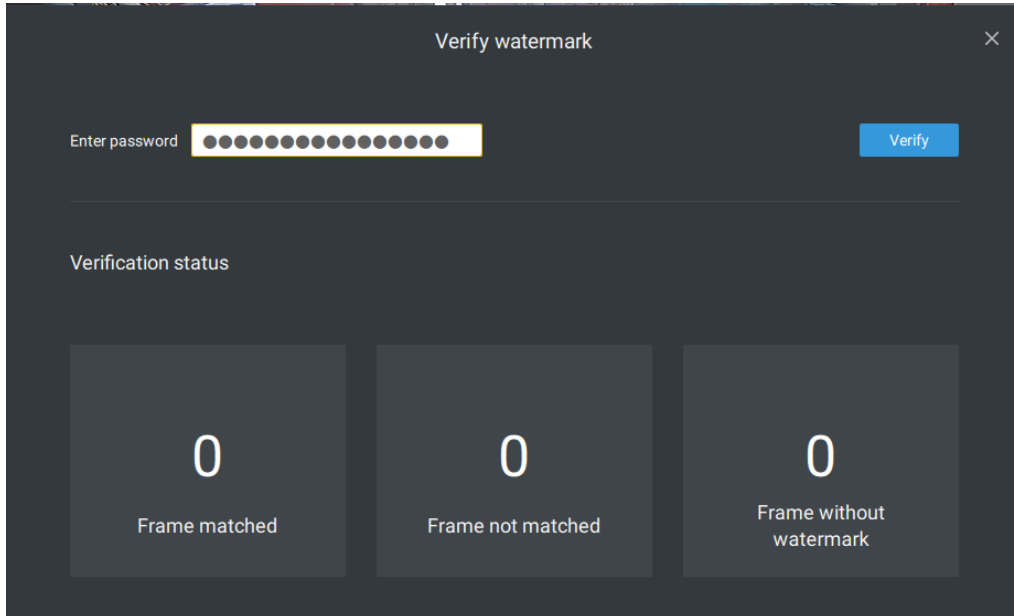 Verify watermark
Enter password ●●●●●●●●●●●●●●●●
Verify
Verification status
0
Frame matched
0
Frame not matched
0
Frame without
watermark